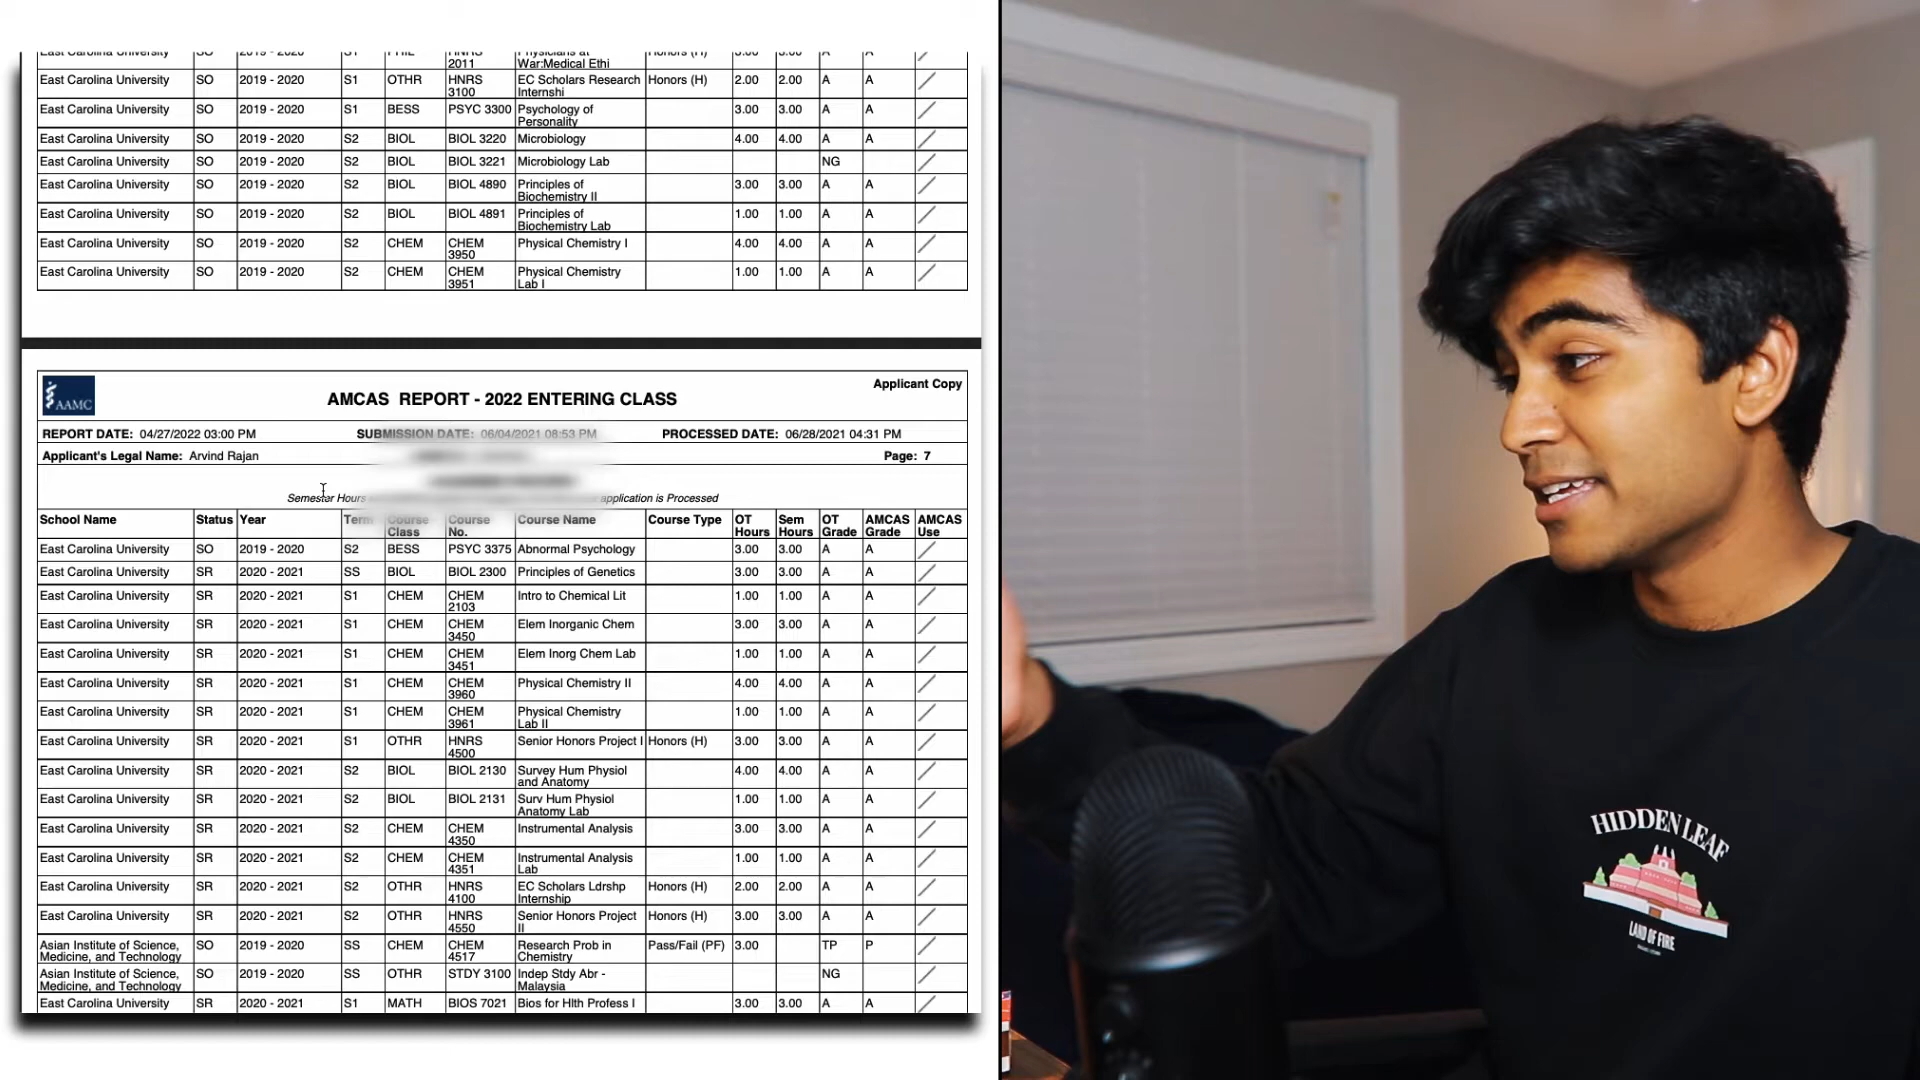 East Carolina University SO 2019 - 2020 S1 PHIL HNRS 2011 Physicians at War:Medical Ethi Honors (H) 3.00 3.00 A A
East Carolina University SO 2019 - 2020 S1 OTHR HNRS 3100 EC Scholars Research Internshi Honors (H) 2.00 2.00 A A
East Carolina University SO 2019 - 2020 S1 BESS PSYC 3300 Psychology of Personality 3.00 3.00 A A
East Carolina University SO 2019 - 2020 S2 BIOL BIOL 3220 Microbiology 4.00 4.00 A A
East Carolina University SO 2019 - 2020 S2 BIOL BIOL 3221 Microbiology Lab NG
East Carolina University SO 2019 - 2020 S2 BIOL BIOL 4890 Principles of Biochemistry II 3.00 3.00 A A
East Carolina University SO 2019 - 2020 S2 BIOL BIOL 4891 Principles of Biochemistry Lab 1.00 1.00 A A
East Carolina University SO 2019 - 2020 S2 CHEM CHEM 3950 Physical Chemistry I 4.00 4.00 A A
East Carolina University SO 2019 - 2020 S2 CHEM CHEM 3951 Physical Chemistry Lab I 1.00 1.00 A A
AAMC
Applicant Copy
AMCAS REPORT - 2022 ENTERING CLASS
REPORT DATE: 04/27/2022 03:00 PM SUBMISSION DATE: 06/04/2021 08:53 PM PROCESSED DATE: 06/28/2021 04:31 PM
Applicant's Legal Name: Arvind Rajan Page: 7
Semester Hours application is Processed
School Name Status Year Term Course Class Course No. Course Name Course Type OT Hours Sem Hours OT Grade AMCAS Grade AMCAS Use
East Carolina University SO 2019 - 2020 S2 BESS PSYC 3375 Abnormal Psychology 3.00 3.00 A A
East Carolina University SR 2020 - 2021 SS BIOL BIOL 2300 Principles of Genetics 3.00 3.00 A A
East Carolina University SR 2020 - 2021 S1 CHEM CHEM 2103 Intro to Chemical Lit 1.00 1.00 A A
East Carolina University SR 2020 - 2021 S1 CHEM CHEM 3450 Elem Inorganic Chem 3.00 3.00 A A
East Carolina University SR 2020 - 2021 S1 CHEM CHEM 3451 Elem Inorg Chem Lab 1.00 1.00 A A
East Carolina University SR 2020 - 2021 S1 CHEM CHEM 3960 Physical Chemistry II 4.00 4.00 A A
East Carolina University SR 2020 - 2021 S1 CHEM CHEM 3961 Physical Chemistry Lab II 1.00 1.00 A A
East Carolina University SR 2020 - 2021 S1 OTHR HNRS 4500 Senior Honors Project I Honors (H) 3.00 3.00 A A
East Carolina University SR 2020 - 2021 S2 BIOL BIOL 2130 Survey Hum Physiol and Anatomy 4.00 4.00 A A
East Carolina University SR 2020 - 2021 S2 BIOL BIOL 2131 Surv Hum Physiol Anatomy Lab 1.00 1.00 A A
East Carolina University SR 2020 - 2021 S2 CHEM CHEM 4350 Instrumental Analysis 3.00 3.00 A A
East Carolina University SR 2020 - 2021 S2 CHEM CHEM 4351 Instrumental Analysis Lab 1.00 1.00 A A
East Carolina University SR 2020 - 2021 S2 OTHR HNRS 4100 EC Scholars Ldrshp Internship Honors (H) 2.00 2.00 A A
East Carolina University SR 2020 - 2021 S2 OTHR HNRS 4550 Senior Honors Project II Honors (H) 3.00 3.00 A A
Asian Institute of Science, Medicine, and Technology SO 2019 - 2020 SS CHEM CHEM 4517 Research Prob in Chemistry Pass/Fail (PF) 3.00 TP P
Asian Institute of Science, Medicine, and Technology SO 2019 - 2020 SS OTHR STDY 3100 Indep Stdy Abr - Malaysia NG
East Carolina University SR 2020 - 2021 S1 MATH BIOS 7021 Bios for Hlth Profess I 3.00 3.00 A A
HIDDEN LEAF
LAND OF FIRE